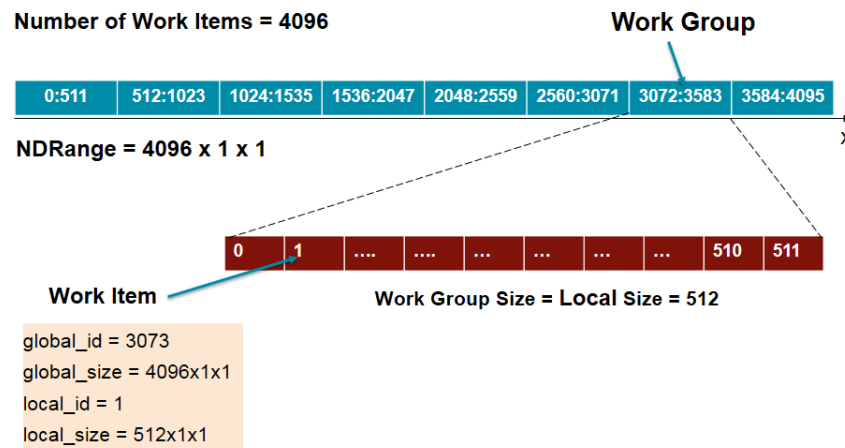 Number of Work Items = 4096
Work Group
0:511 512:1023 1024:1535 1536:2047 2048:2559 2560:3071 3072:3583 3584:4095
X
NDRange = 4096 x 1 x 1
0 1 .... .... ... ... ... ... 510 511
Work Item
Work Group Size = Local Size = 512
global_id = 3073
global_size = 4096x1x1
local_id = 1
local_size = 512x1x1